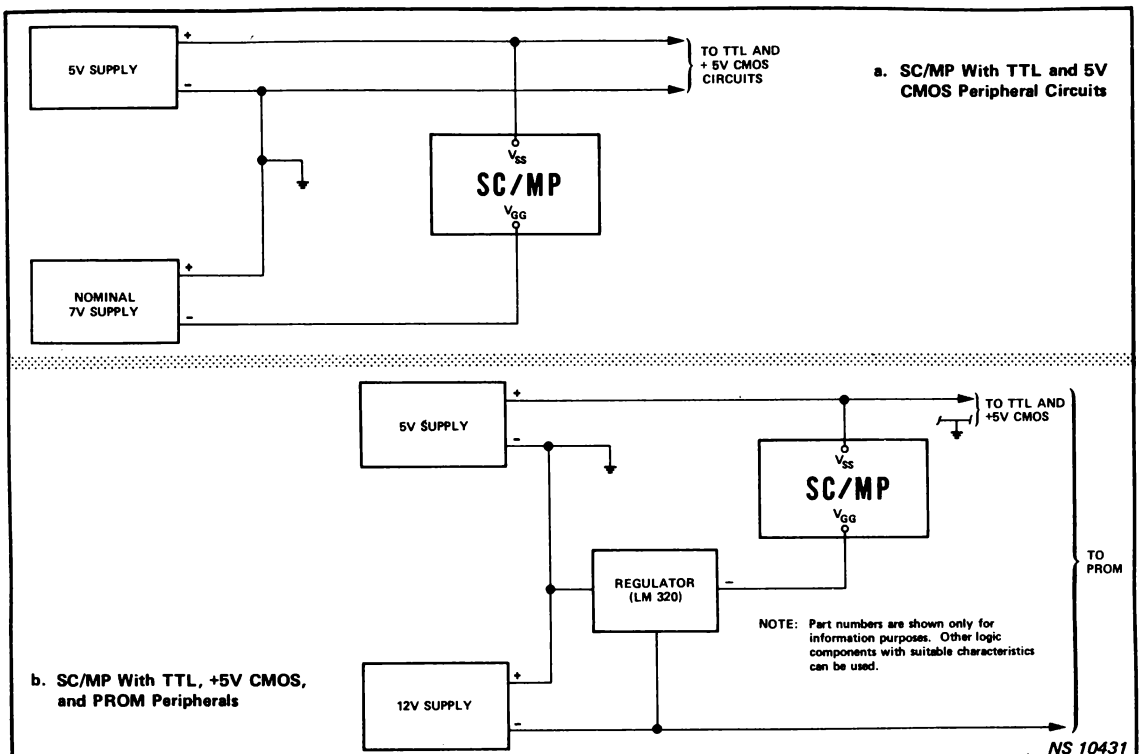 +
5V SUPPLY
-
TO TTL AND
+ 5V CMOS
CIRCUITS
a. SC/MP With TTL and 5V
CMOS Peripheral Circuits
VSS
SC/MP
VGG
+
NOMINAL
7V SUPPLY
-
+
5V SUPPLY
-
TO TTL AND
+5V CMOS
VSS
SC/MP
VGG
REGULATOR
(LM 320)
-
TO
PROM
NOTE: Part numbers are shown only for
information purposes. Other logic
components with suitable characteristics
can be used.
b. SC/MP With TTL, +5V CMOS,
and PROM Peripherals
+
12V SUPPLY
-
NS 10431